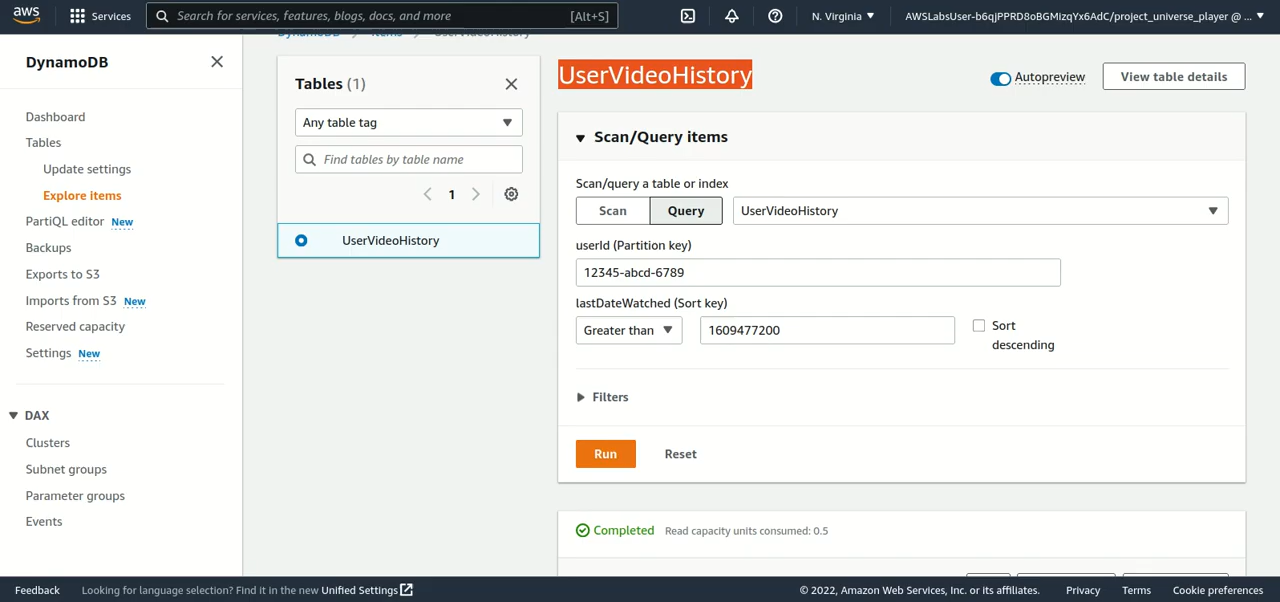 aws
Services
Search for services, features, blogs, docs, and more
[Alt+S]
N. Virginia
AWSLabsUser-b6qjPPRD8oBGMizqYx6AdC/project_universe_player @ ...
DynamoDB
DynamoDB
Items
UserVideoHistory
Dashboard
Tables
Update settings
Explore items
PartiQL editor New
Backups
Exports to S3
Imports from S3 New
Reserved capacity
Settings New
DAX
Clusters
Subnet groups
Parameter groups
Events
Tables (1)
Any table tag
Find tables by table name
1
UserVideoHistory
UserVideoHistory
Autopreview
View table details
Scan/Query items
Scan/query a table or index
Scan
Query
UserVideoHistory
userId (Partition key)
12345-abcd-6789
lastDateWatched (Sort key)
Greater than
1609477200
Sort
descending
Filters
Run
Reset
Completed
Read capacity units consumed: 0.5
Feedback
Looking for language selection? Find it in the new Unified Settings
© 2022, Amazon Web Services, Inc. or its affiliates.
Privacy
Terms
Cookie preferences